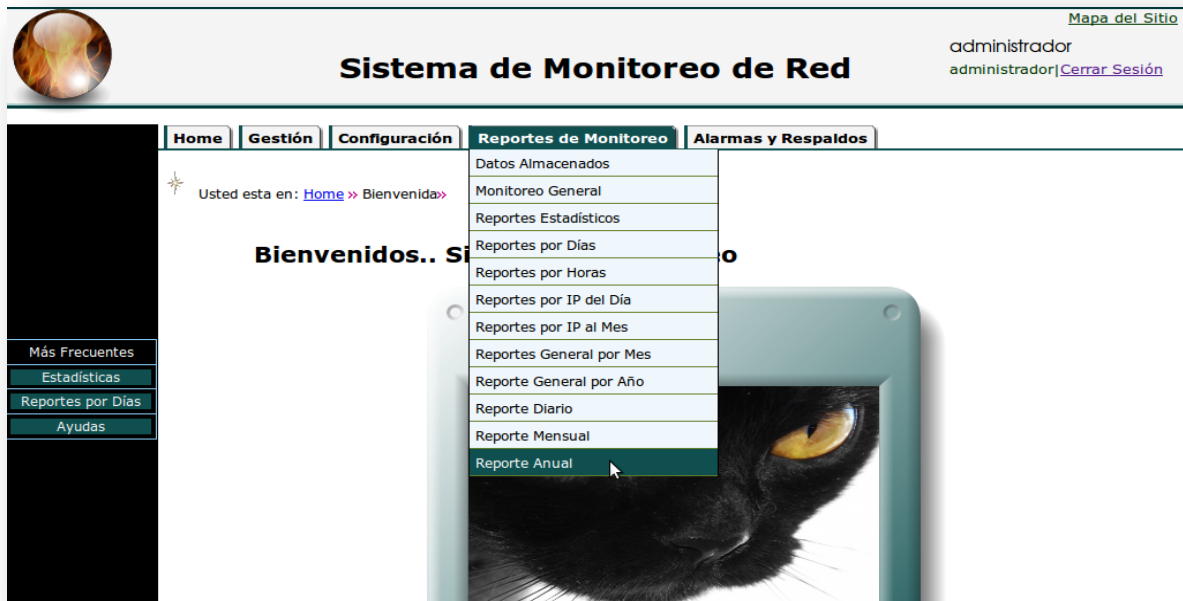 Mapa del Sitio
administrador
Sistema de Monitoreo de Red
administrador|Cerrar Sesión
Home
Gestión
Configuración
Reportes de Monitoreo
Alarmas y Respaldos
Datos Almacenados
Monitoreo General
Reportes Estadísticos
Reportes por Días
Reportes por Horas
Reportes por IP del Día
Reportes por IP al Mes
Reportes General por Mes
Reporte General por Año
Reporte Diario
Reporte Mensual
Reporte Anual
Usted esta en: Home » Bienvenida»
Bienvenidos..
Más Frecuentes
Estadísticas
Reportes por Días
Ayudas